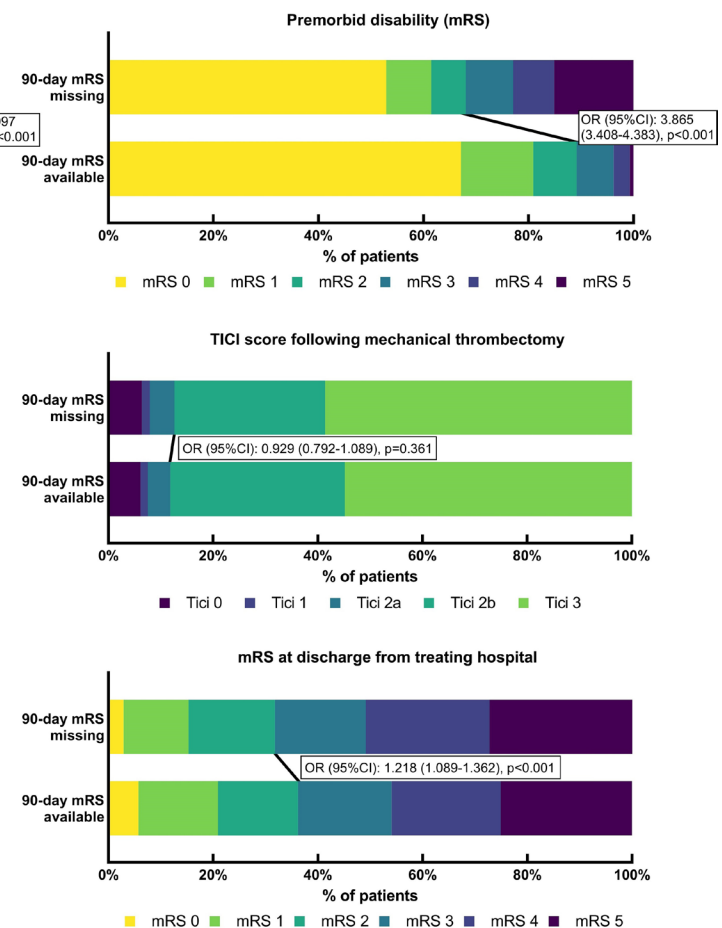 Premorbid disability (mRS)
90-day mRS
missing
997
<0.001
OR (95%CI): 3.865
(3.408-4.383), p<0.001
90-day mRS
available
0% 20% 40% 60% 80% 100%
% of patients
mRS 0 mRS 1 mRS 2 mRS 3 mRS 4 mRS 5
TICI score following mechanical thrombectomy
90-day mRS
missing
OR (95%CI): 0.929 (0.792-1.089), p=0.361
90-day mRS
available
0% 20% 40% 60% 80% 100%
% of patients
Tici 0 Tici 1 Tici 2a Tici 2b Tici 3
mRS at discharge from treating hospital
90-day mRS
missing
OR (95%CI): 1.218 (1.089-1.362), p<0.001
90-day mRS
available
0% 20% 40% 60% 80% 100%
% of patients
mRS 0 mRS 1 mRS 2 mRS 3 mRS 4 mRS 5